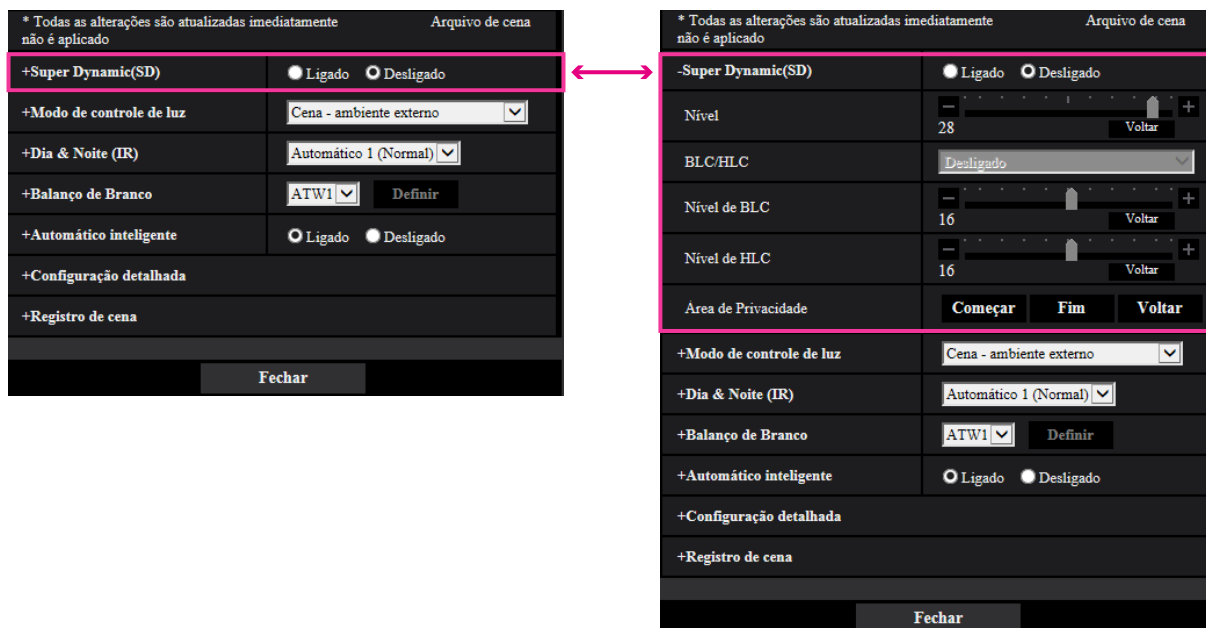 * Todas as alterações são atualizadas imediatamente Arquivo de cena
não é aplicado
+Super Dynamic(SD) Ligado Desligado
+Modo de controle de luz Cena - ambiente externo
+Dia & Noite (IR) Automático 1 (Normal)
+Balanço de Branco ATW1 Definir
+Automático inteligente Ligado Desligado
+Configuração detalhada
+Registro de cena
Fechar
* Todas as alterações são atualizadas imediatamente Arquivo de cena
não é aplicado
-Super Dynamic(SD) Ligado Desligado
Nível - +
28 Voltar
BLC/HLC Desligado
Nível de BLC - +
16 Voltar
Nível de HLC - +
16 Voltar
Área de Privacidade Começar Fim Voltar
+Modo de controle de luz Cena - ambiente externo
+Dia & Noite (IR) Automático 1 (Normal)
+Balanço de Branco ATW1 Definir
+Automático inteligente Ligado Desligado
+Configuração detalhada
+Registro de cena
Fechar